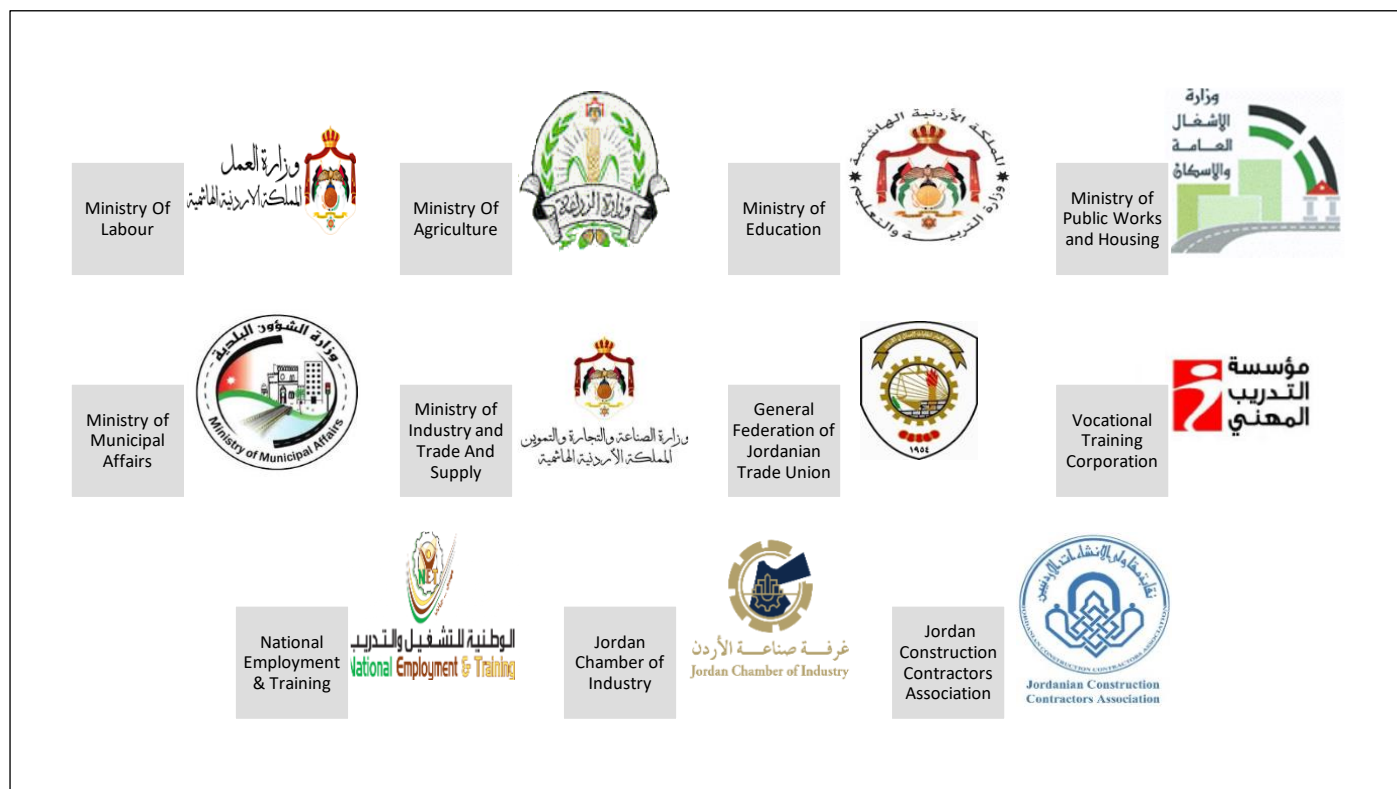 Ministry Of
Labour
وزارة العمل
المملكة الاردنية الهاشمية
Ministry Of
Agriculture
وزارة الزراعة
Ministry of
Education
المملكة الأردنية الهاشمية
وزارة التربية والتعليم
Ministry of
Public Works
and Housing
وزارة
الإشغال
العامة
والإسكان
Ministry of
Municipal
Affairs
وزارة الشؤون البلدية
Ministry of Municipal Affairs
Ministry of
Industry and
Trade And
Supply
وزارة الصناعة والتجارة والتموين
المملكة الأردنية الهاشمية
General
Federation of
Jordanian
Trade Union
١٩٥٤
Vocational
Training
Corporation
مؤسسة
التدريب
المهني
National
Employment
& Training
NET
الوطنية للتشغيل والتدريب
National Employment & Training
Jordan
Chamber of
Industry
غرفة صناعة الأردن
Jordan Chamber of Industry
Jordan
Construction
Contractors
Association
نقابة مقاولي الانشاءات الاردنيين
JORDANIAN CONSTRUCTION CONTRACTORS ASSOCIATION
Jordanian Construction
Contractors Association